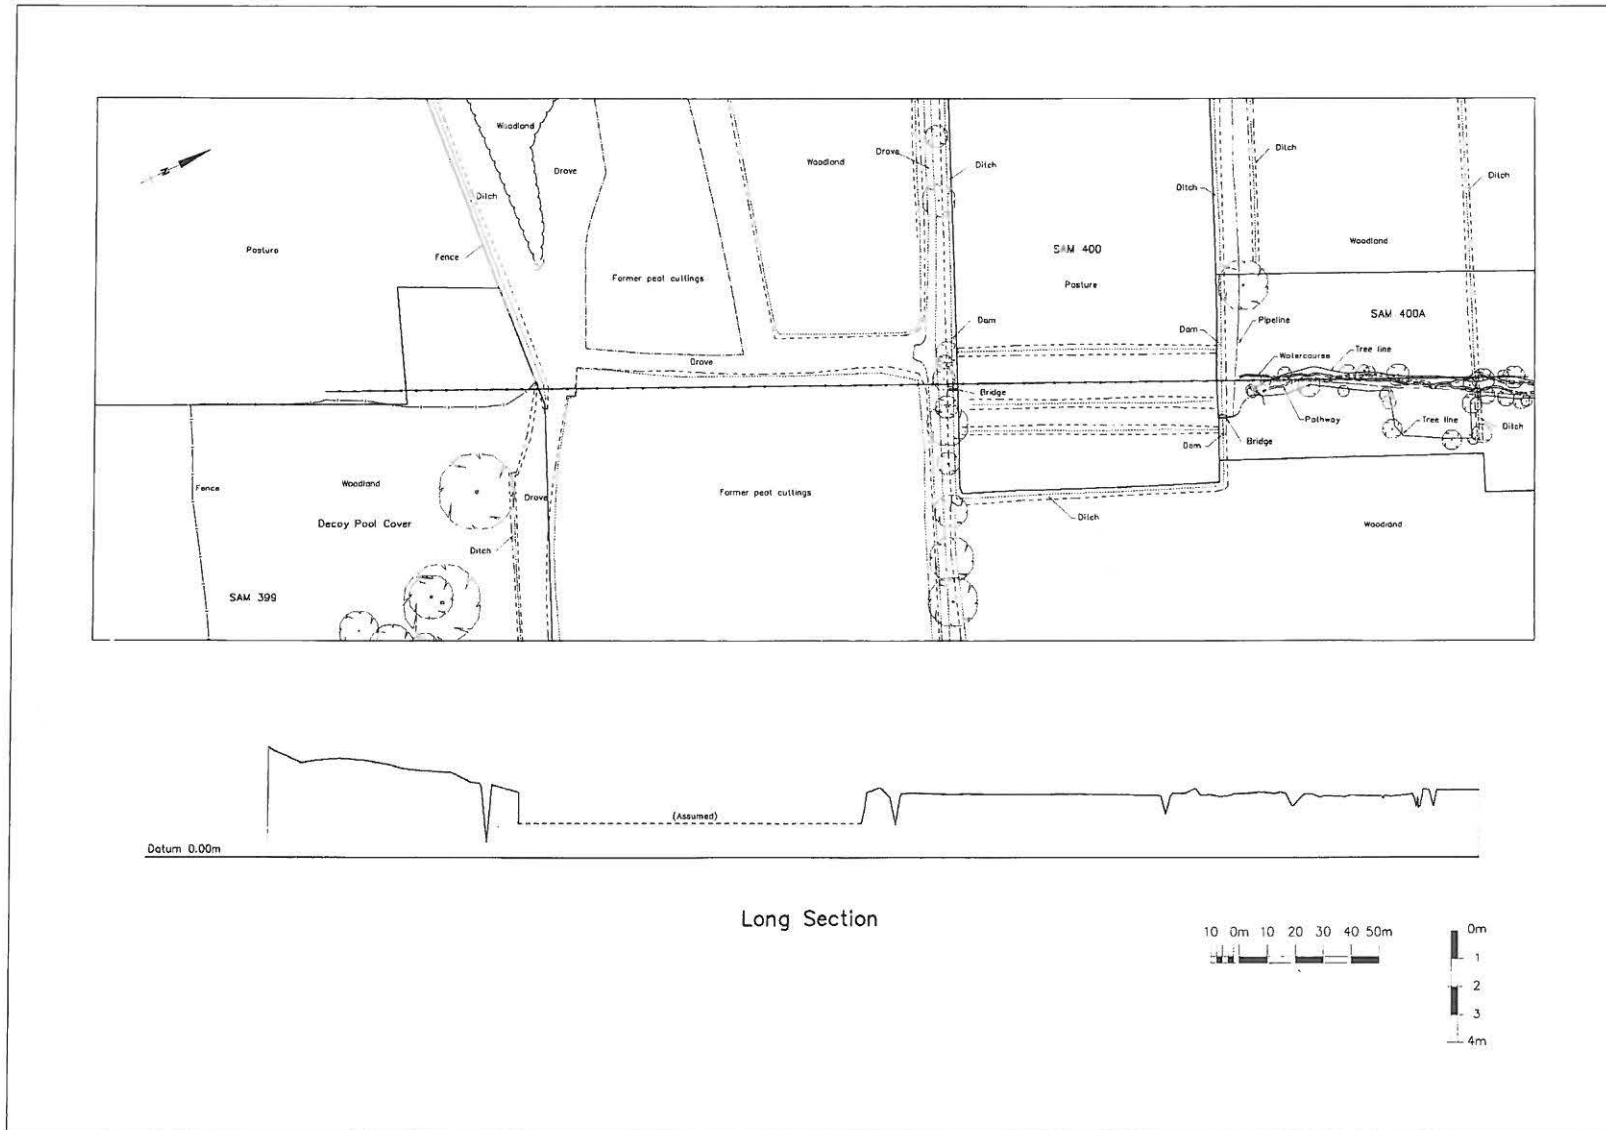 Woodland
Woodland
Drove
Ditch
Ditch
Ditch
Ditch
Drove
N
Ditch
Ditch
Pasture
Fence
SAM 400
Woodland
Former peat cuttings
Pasture
SAM 400A
Dam
Dam
Pipeline
Watercourse
Tree line
Drove
Bridge
Pathway
Tree line
Ditch
Dam
Bridge
Fence
Woodland
Drove
Former peat cuttings
Decoy Pool Cover
Ditch
Woodland
Ditch
SAM 399
(Assumed)
Datum 0.00m
Long Section
10 0m 10 20 30 40 50m
0m
1
2
3
4m